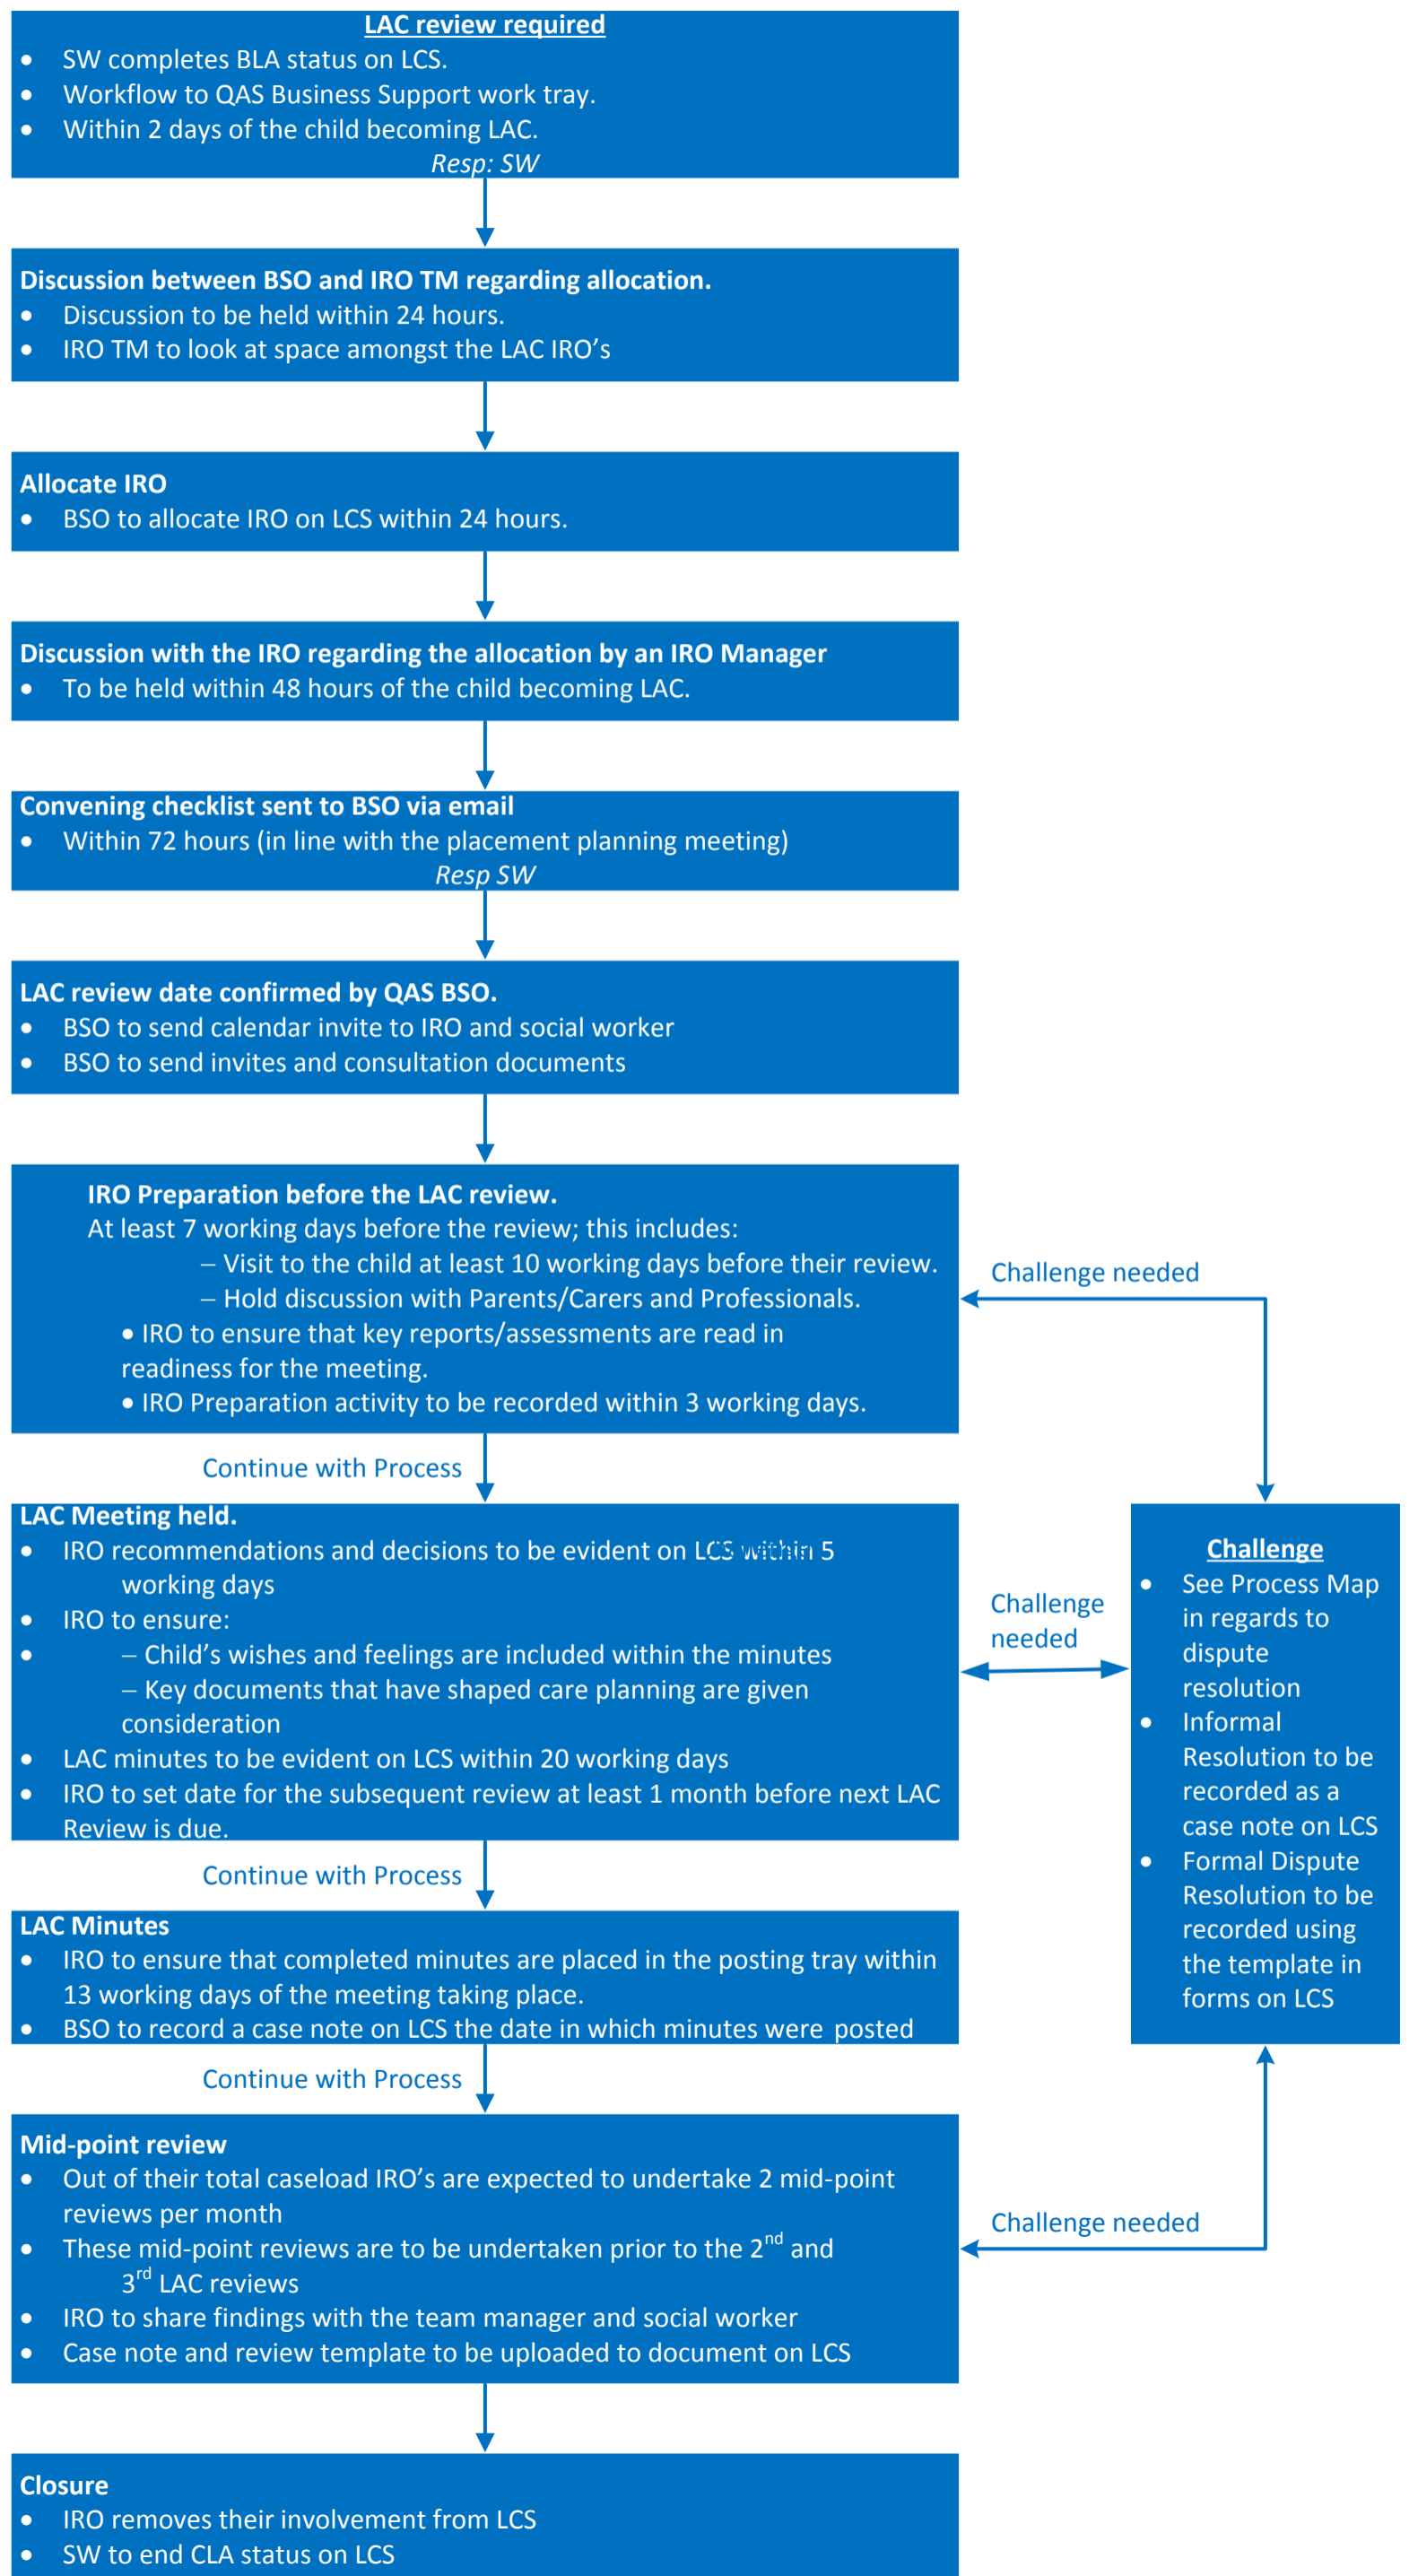 LAC review required
• SW completes BLA status on LCS.
• Workflow to QAS Business Support work tray.
• Within 2 days of the child becoming LAC.
Resp: SW
Discussion between BSO and IRO TM regarding allocation.
• Discussion to be held within 24 hours.
• IRO TM to look at space amongst the LAC IRO’s
Allocate IRO
• BSO to allocate IRO on LCS within 24 hours.
Discussion with the IRO regarding the allocation by an IRO Manager
• To be held within 48 hours of the child becoming LAC.
Convening checklist sent to BSO via email
• Within 72 hours (in line with the placement planning meeting)
Resp SW
LAC review date confirmed by QAS BSO.
• BSO to send calendar invite to IRO and social worker
• BSO to send invites and consultation documents
IRO Preparation before the LAC review.
At least 7 working days before the review; this includes:
– Visit to the child at least 10 working days before their review.
– Hold discussion with Parents/Carers and Professionals.
• IRO to ensure that key reports/assessments are read in
readiness for the meeting.
• IRO Preparation activity to be recorded within 3 working days.
Challenge needed
Continue with Process
LAC Meeting held.
• IRO recommendations and decisions to be evident on LCS within 5
working days
• IRO to ensure:
• – Child’s wishes and feelings are included within the minutes
– Key documents that have shaped care planning are given
consideration
• LAC minutes to be evident on LCS within 20 working days
• IRO to set date for the subsequent review at least 1 month before next LAC
Review is due.
Challenge
needed
Challenge
• See Process Map
in regards to
dispute
resolution
• Informal
Resolution to be
recorded as a
case note on LCS
• Formal Dispute
Resolution to be
recorded using
the template in
forms on LCS
Continue with Process
LAC Minutes
• IRO to ensure that completed minutes are placed in the posting tray within
13 working days of the meeting taking place.
• BSO to record a case note on LCS the date in which minutes were posted
Continue with Process
Mid-point review
• Out of their total caseload IRO’s are expected to undertake 2 mid-point
reviews per month
• These mid-point reviews are to be undertaken prior to the 2nd and
3rd LAC reviews
• IRO to share findings with the team manager and social worker
• Case note and review template to be uploaded to document on LCS
Challenge needed
Closure
• IRO removes their involvement from LCS
• SW to end CLA status on LCS